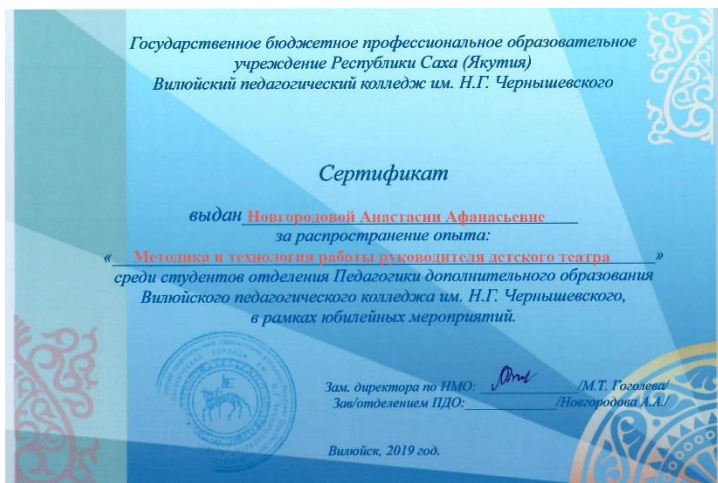 Государственное бюджетное профессиональное образовательное
учреждение Республики Саха (Якутия)
Вилюйский педагогический колледж им. Н.Г. Чернышевского
Сертификат
выдан Новгородовой Анастасии Афанасьевне
за распространение опыта:
« Методика и технология работы руководителя детского театра »
среди студентов отделения Педагогики дополнительного образования
Вилюйского педагогического колледжа им. Н.Г. Чернышевского,
в рамках юбилейных мероприятий.
Зам. директора по НМО: /М.Т. Гоголева/
Зав/отделением ПДО: /Новгородова А.А./
Вилюйск, 2019 год.